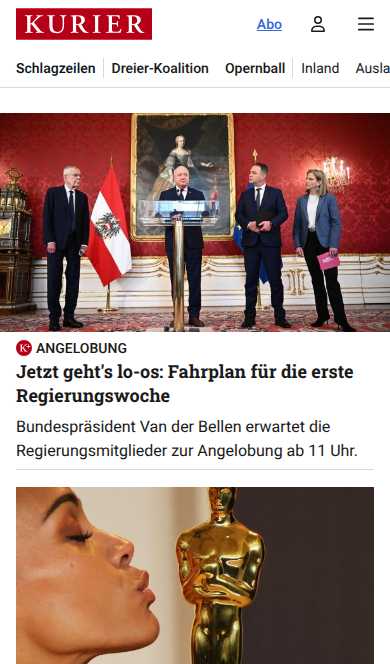 KURIER
Abo
Schlagzeilen
Dreier-Koalition
Opernball
Inland
Ausla
K+ ANGELOBUNG
Jetzt geht's lo-os: Fahrplan für die erste
Regierungswoche
Bundespräsident Van der Bellen erwartet die
Regierungsmitglieder zur Angelobung ab 11 Uhr.